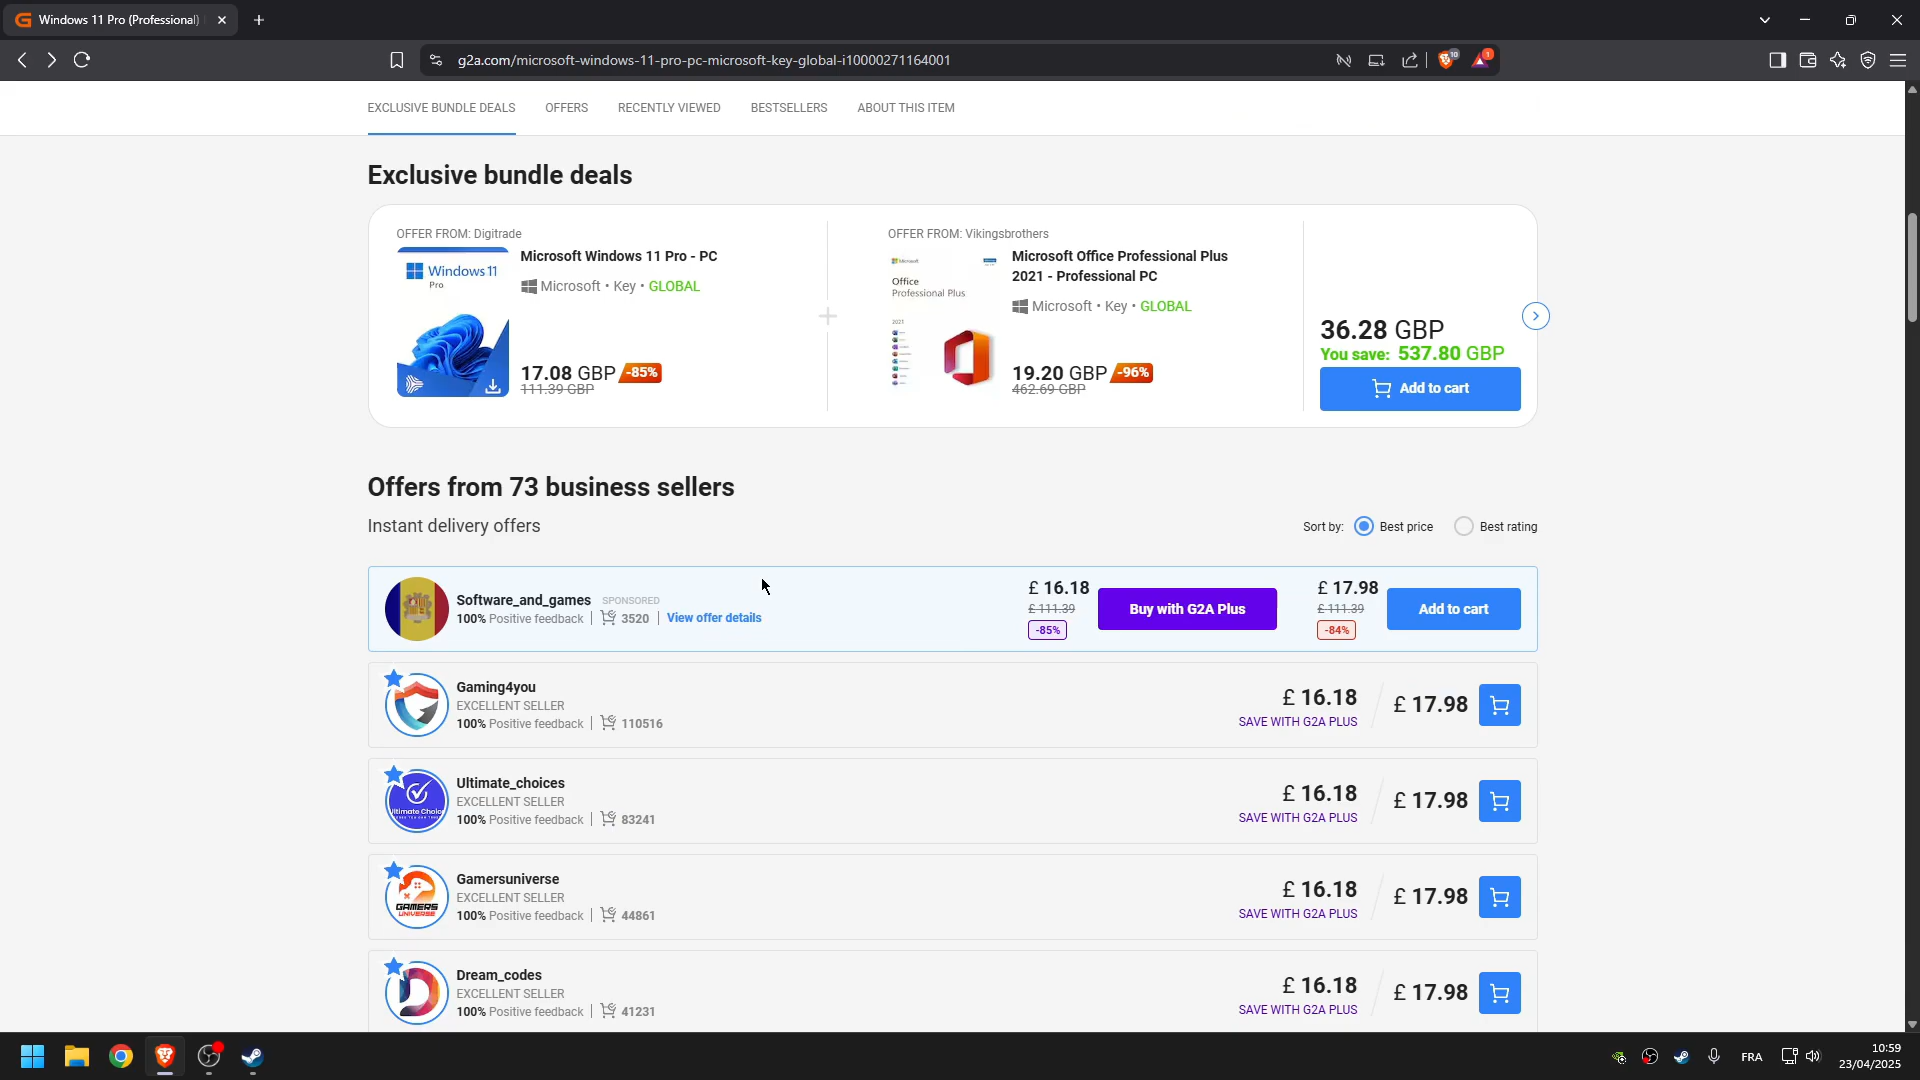 Windows 11 Pro (Professional)
g2a.com/microsoft-windows-11-pro-pc-microsoft-key-global-i10000271164001
10
1
EXCLUSIVE BUNDLE DEALS
OFFERS
RECENTLY VIEWED
BESTSELLERS
ABOUT THIS ITEM
Exclusive bundle deals
OFFER FROM: Digitrade
Windows 11
Pro
Microsoft Windows 11 Pro - PC
Microsoft • Key • GLOBAL
17.08 GBP -85%
111.39 GBP
OFFER FROM: Vikingsbrothers
Microsoft
Office
Professional Plus
2021
Microsoft Office Professional Plus
2021 - Professional PC
Microsoft • Key • GLOBAL
19.20 GBP -96%
462.69 GBP
36.28 GBP
You save: 537.80 GBP
Add to cart
Offers from 73 business sellers
Instant delivery offers
Sort by: Best price Best rating
Software_and_games SPONSORED
100% Positive feedback | 3520 | View offer details
£ 16.18
£ 111.39
-85%
Buy with G2A Plus
£ 17.98
£ 111.39
-84%
Add to cart
Gaming4you
EXCELLENT SELLER
100% Positive feedback | 110516
£ 16.18
SAVE WITH G2A PLUS
£ 17.98
Ultimate_choices
EXCELLENT SELLER
100% Positive feedback | 83241
£ 16.18
SAVE WITH G2A PLUS
£ 17.98
GAMERS
UNIVERSE
Gamersuniverse
EXCELLENT SELLER
100% Positive feedback | 44861
£ 16.18
SAVE WITH G2A PLUS
£ 17.98
Dream_codes
EXCELLENT SELLER
100% Positive feedback | 41231
£ 16.18
SAVE WITH G2A PLUS
£ 17.98
FRA
10:59
23/04/2025